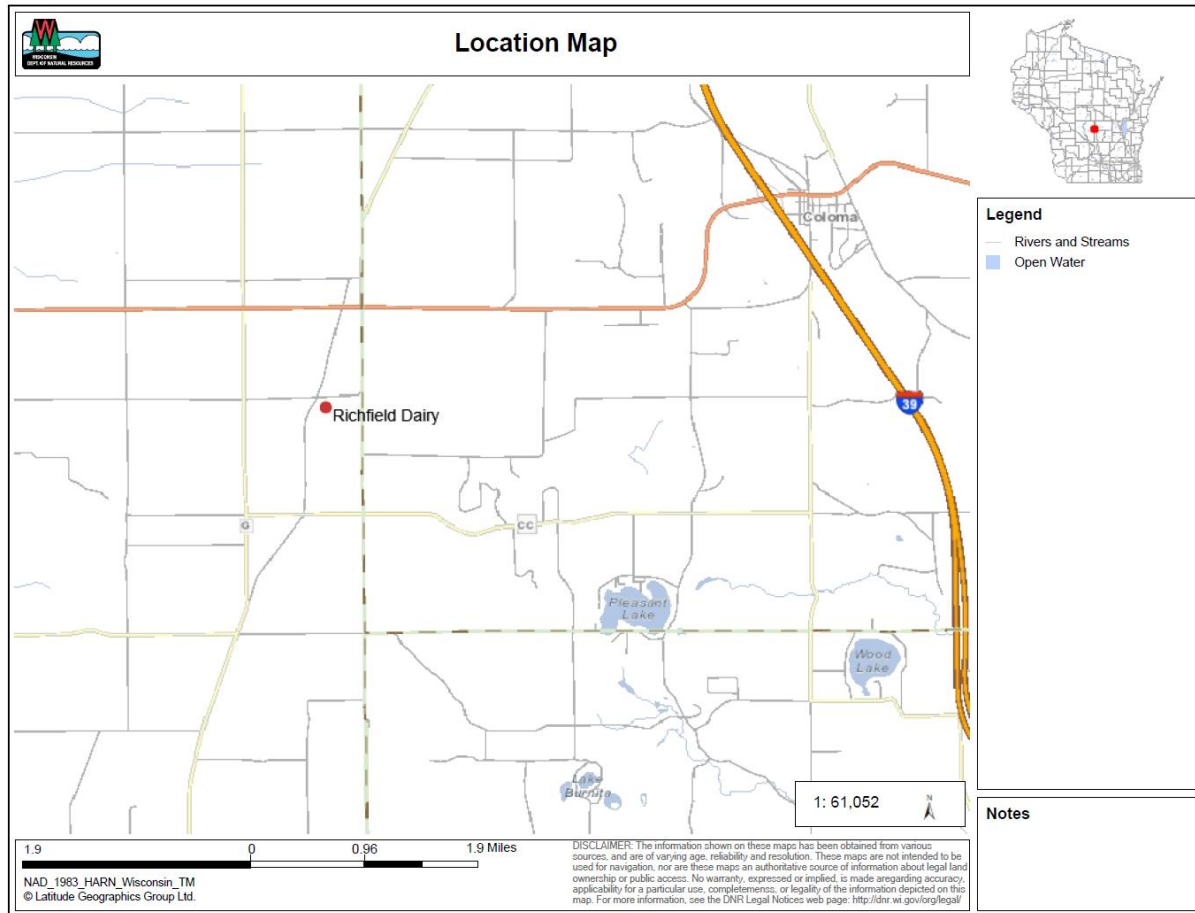 WISCONSIN
DEPT. OF NATURAL RESOURCES
Location Map
Coloma
39
Richfield Dairy
G
CC
Pleasant
Lake
Wood
Lake
Lake
Burnita
1: 61,052
N
Legend
Rivers and Streams
Open Water
Notes
1.9
0
0.96
1.9 Miles
NAD_1983_HARN_Wisconsin_TM
© Latitude Geographics Group Ltd.
DISCLAIMER: The information shown on these maps has been obtained from various
sources, and are of varying age, reliability and resolution. These maps are not intended to be
used for navigation, nor are these maps an authoritative source of information about legal land
ownership or public access. No warranty, expressed or implied, is made aregarding accuracy,
applicability for a particular use, completemenss, or legality of the information depicted on this
map. For more information, see the DNR Legal Notices web page: http://dnr.wi.gov/org/legal/